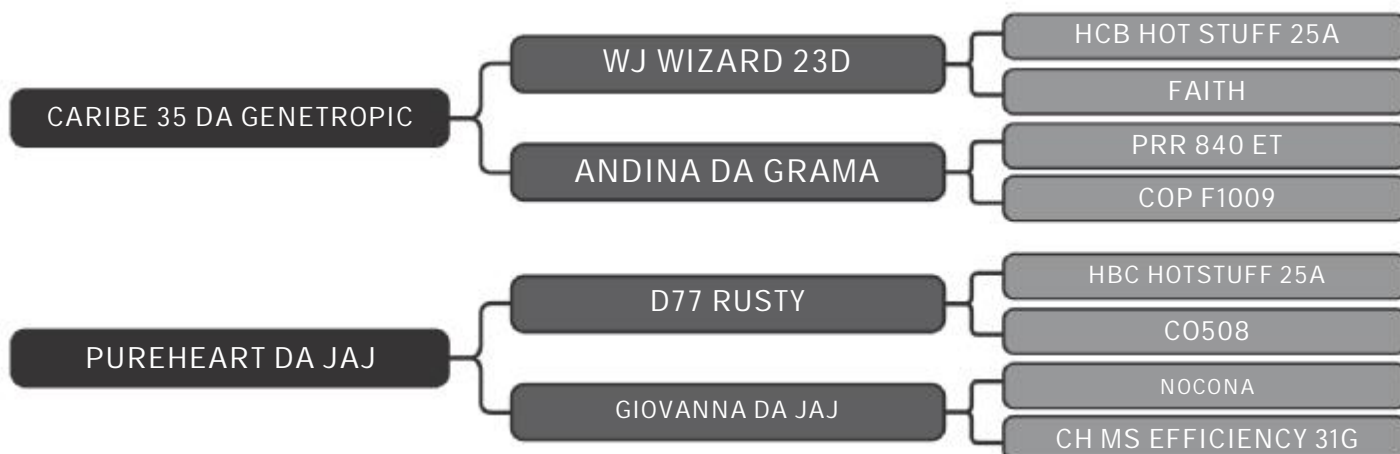 CARIBE 35 DA GENETROPIC
WJ WIZARD 23D
ANDINA DA GRAMA
HCB HOT STUFF 25A
FAITH
PRR 840 ET
COP F1009
PUREHEART DA JAJ
D77 RUSTY
GIOVANNA DA JAJ
HBC HOTSTUFF 25A
CO508
NOCONA
CH MS EFFICIENCY 31G